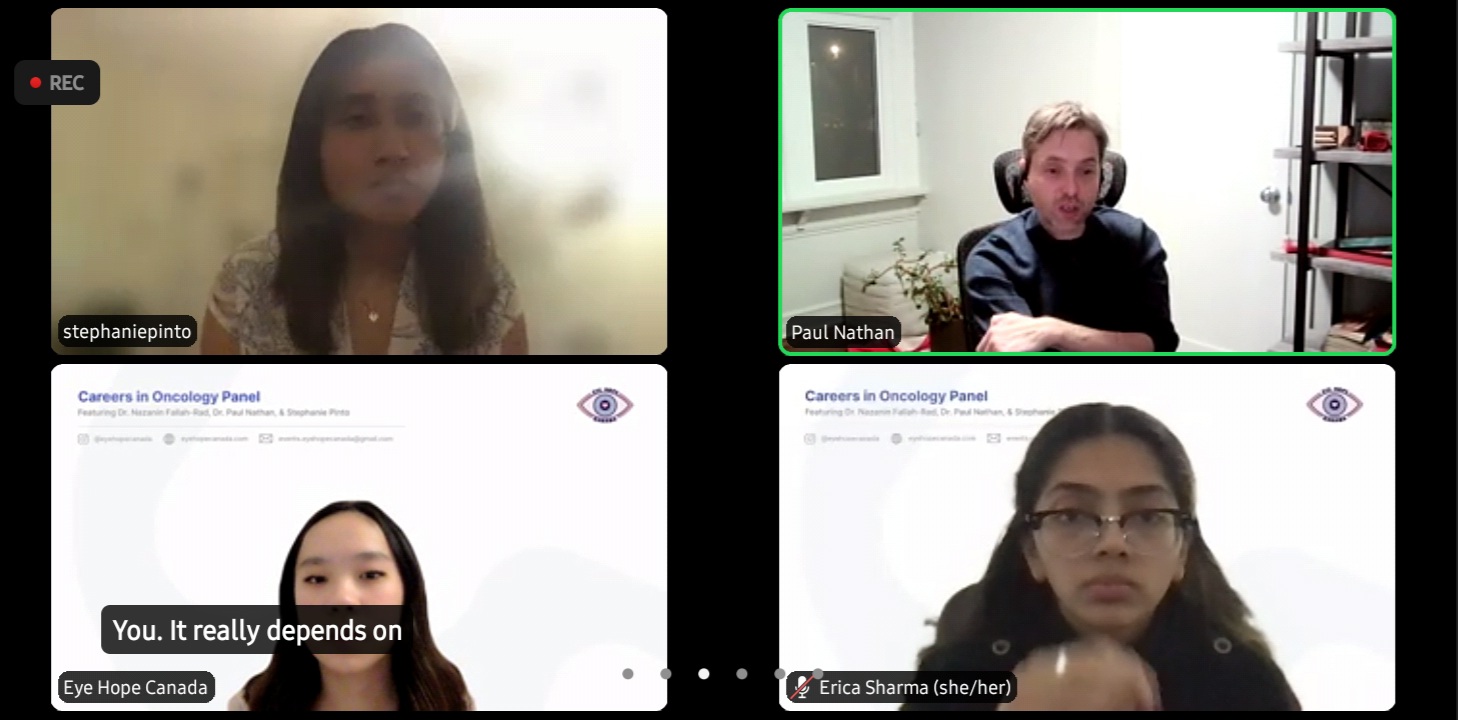 REC
stephaniepinto
Paul Nathan
Careers in Oncology Panel
Featuring Dr. Nazanin Fallah-Rad, Dr. Paul Nathan, & Stephanie Pinto
@eyehopecanada eyehopecanada.com events.eyehopecanada@gmail.com
You. It really depends on
Eye Hope Canada
Careers in Oncology Panel
Featuring Dr. Nazanin Fallah-Rad, Dr. Paul Nathan, & Stephanie
@eyehopecanada eyehopecanada.com events
Erica Sharma (she/her)